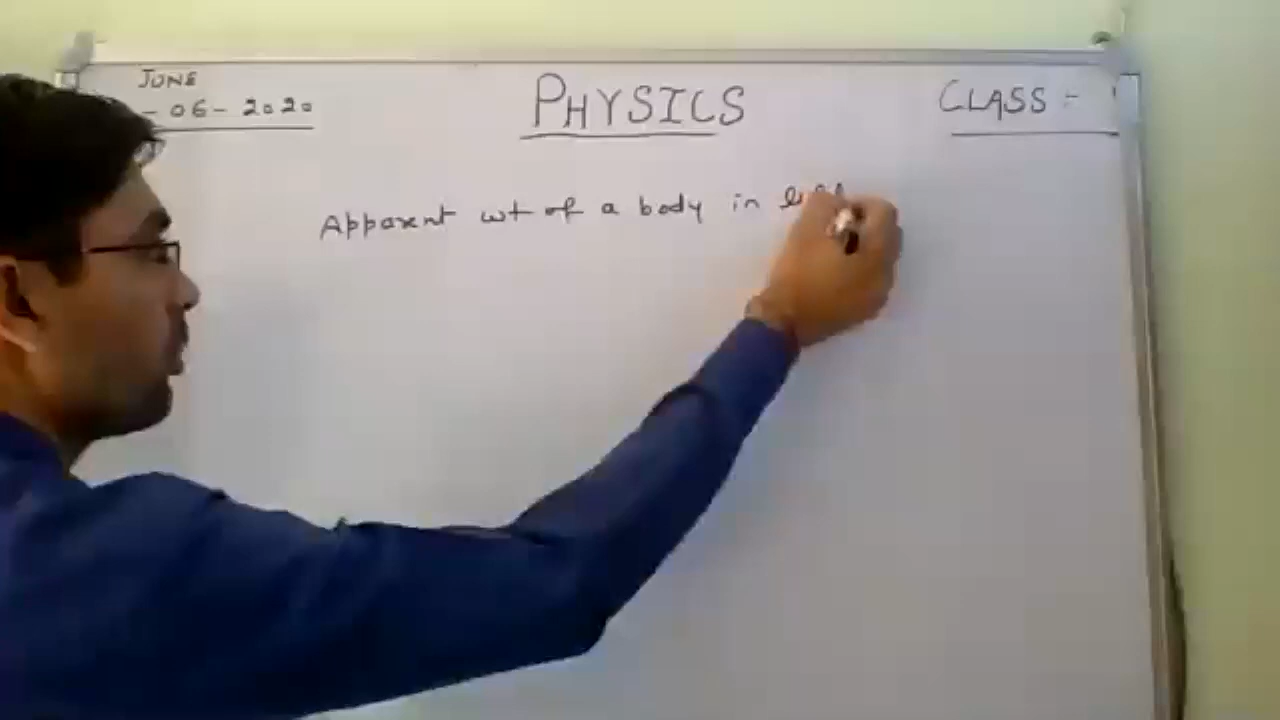 JUNE
- 06 - 2020
PHYSICS
CLASS :-
Apparent wt of a body in